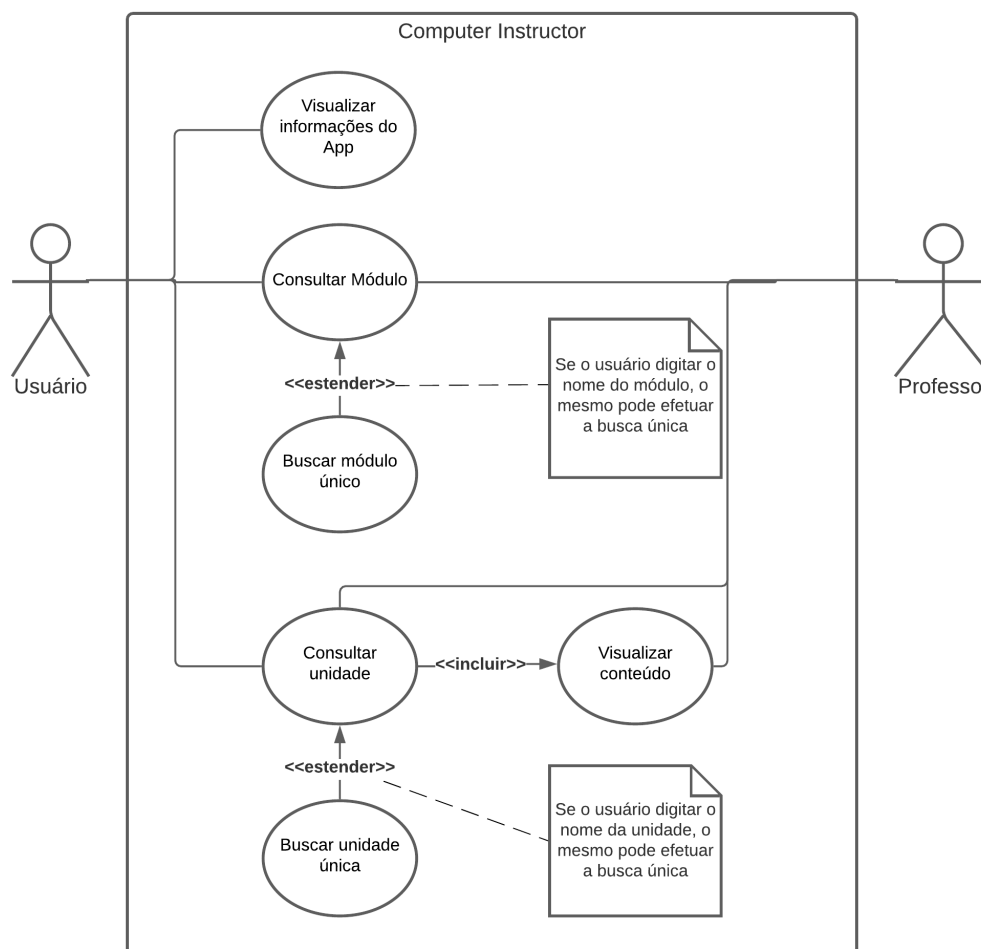 Computer Instructor
Visualizar
informações do
App
Consultar Módulo
<<estender>>
Se o usuário digitar o
nome do módulo, o
mesmo pode efetuar
a busca única
Usuário
Professo
Buscar módulo
único
Consultar
unidade
<<incluir>>
Visualizar
conteúdo
<<estender>>
Se o usuário digitar o
nome da unidade, o
mesmo pode efetuar
a busca única
Buscar unidade
única